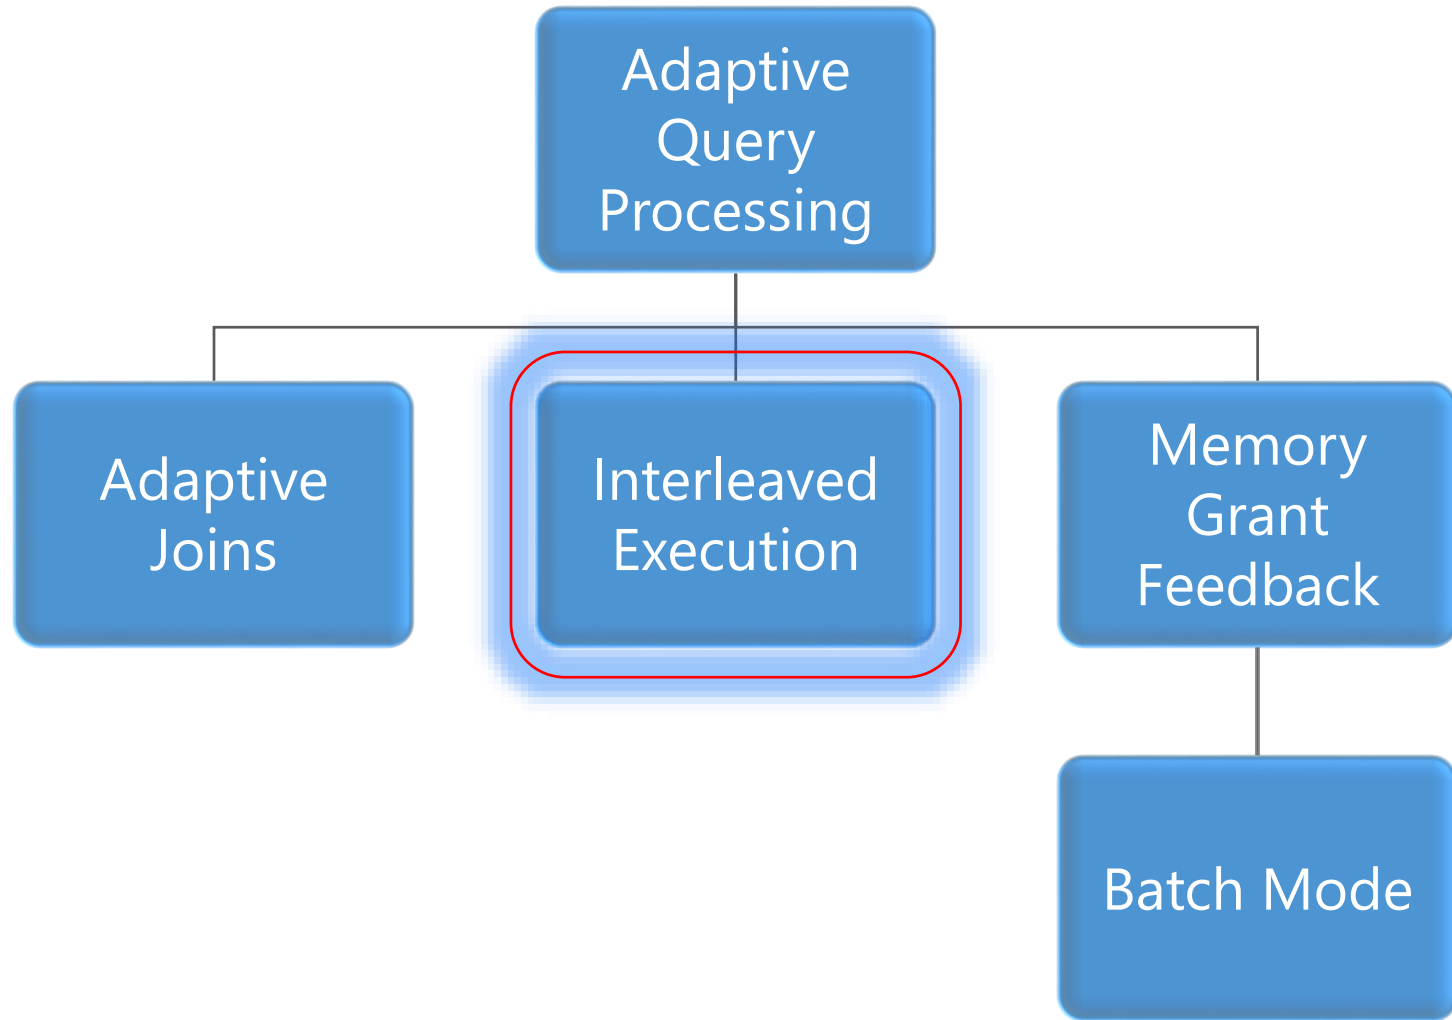 Adaptive
Query
Processing
Adaptive
Joins
Interleaved
Execution
Memory
Grant
Feedback
Batch Mode